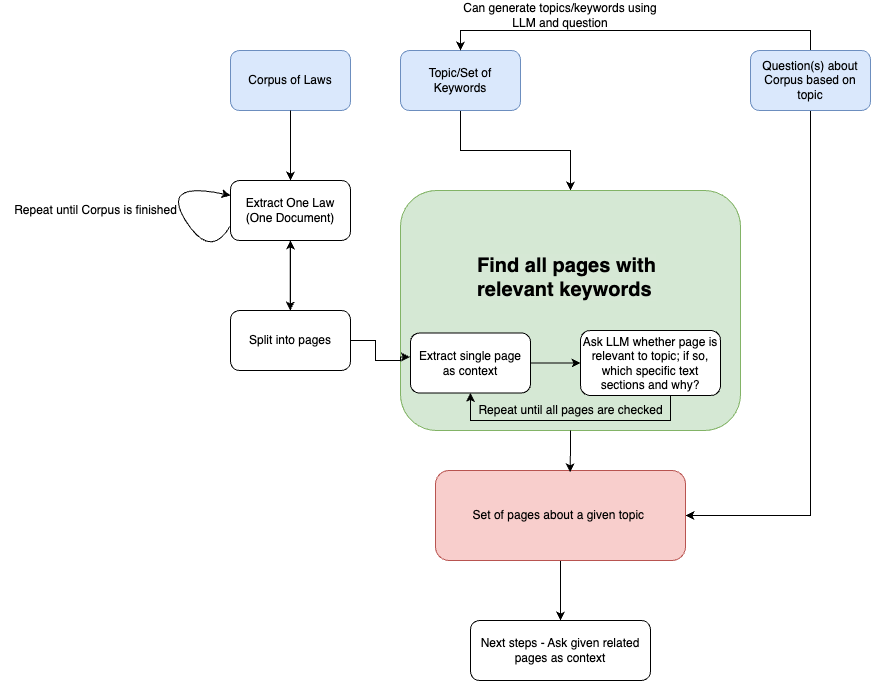 Can generate topics/keywords using
LLM and question
Corpus of Laws
Topic/Set of
Keywords
Question(s) about
Corpus based on
topic
Repeat until Corpus is finished
Extract One Law
(One Document)
Find all pages with
relevant keywords
Split into pages
Extract single page
as context
Ask LLM whether page is
relevant to topic; if so,
which specific text
sections and why?
Repeat until all pages are checked
Set of pages about a given topic
Next steps - Ask given related
pages as context